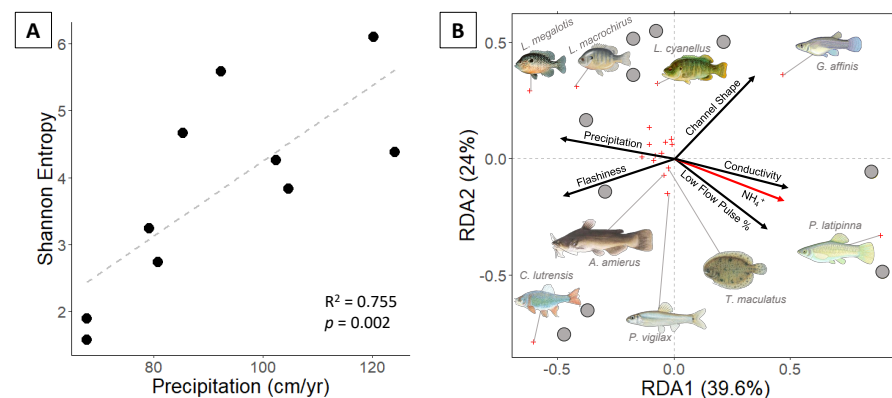 A
Shannon Entropy
6
5
4
3
2
80
100
120
Precipitation (cm/yr)
R² = 0.755
p = 0.002
B
RDA2 (24%)
0.5
0.0
-0.5
-0.5
0.0
0.5
RDA1 (39.6%)
L. megalotis
L. macrochirus
L. cyanellus
G. affinis
Channel Shape
Precipitation
Flashiness
Conductivity
NH₄⁺
Low Flow Pulse %
P. latipinna
A. amierus
T. maculatus
C. lutrensis
P. vigilax